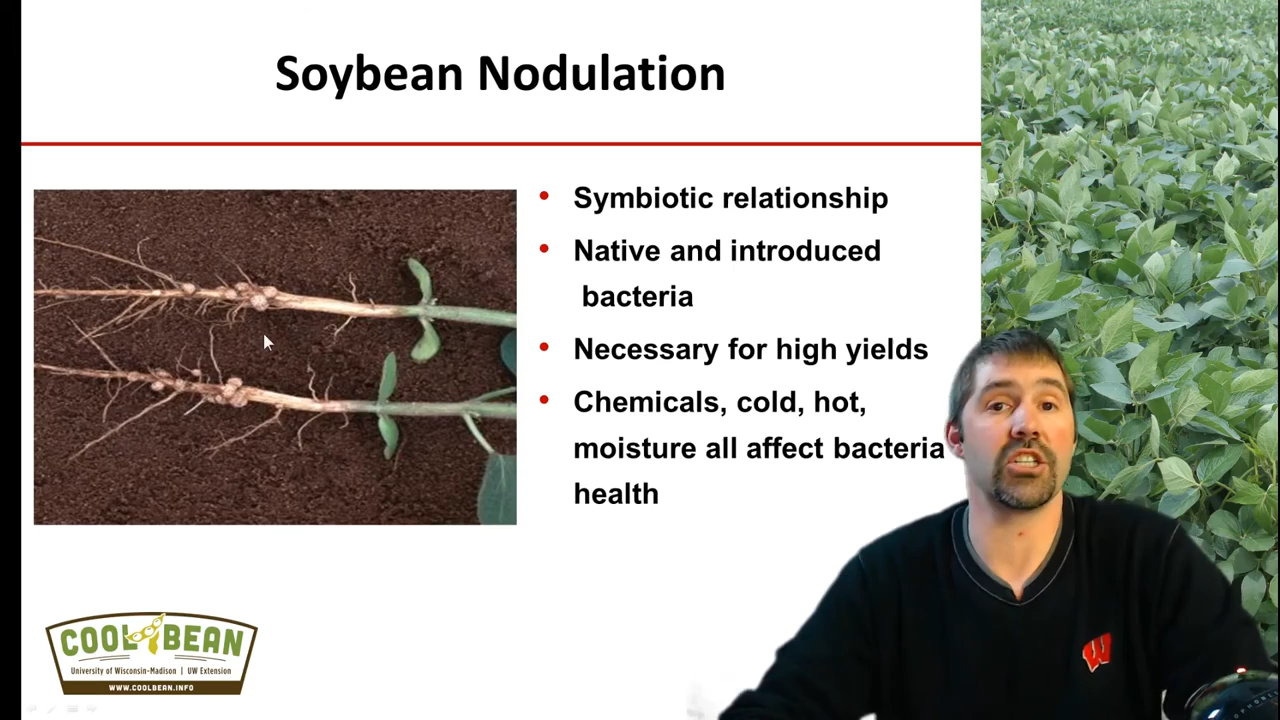 Soybean Nodulation
• Symbiotic relationship
• Native and introduced
bacteria
• Necessary for high yields
• Chemicals, cold, hot,
moisture all affect bacteria
health
COOL BEAN
University of Wisconsin-Madison | UW Extension
WWW.COOLBEAN.INFO
W